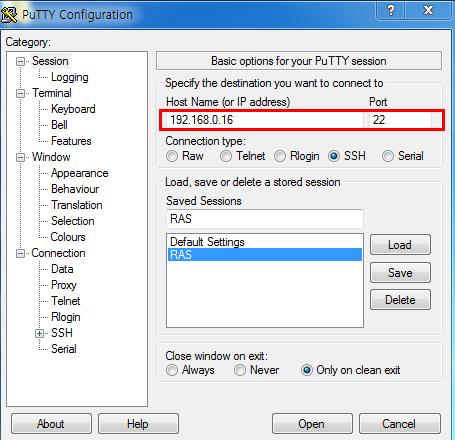 PuTTY Configuration
Category:
Session
Logging
Terminal
Keyboard
Bell
Features
Window
Appearance
Behaviour
Translation
Selection
Colours
Connection
Data
Proxy
Telnet
Rlogin
SSH
Serial
Basic options for your PuTTY session
Specify the destination you want to connect to
Host Name (or IP address) Port
192.168.0.16 22
Connection type:
Raw Telnet Rlogin SSH Serial
Load, save or delete a stored session
Saved Sessions
RAS
Default Settings
RAS
Load
Save
Delete
Close window on exit:
Always Never Only on clean exit
About Help Open Cancel